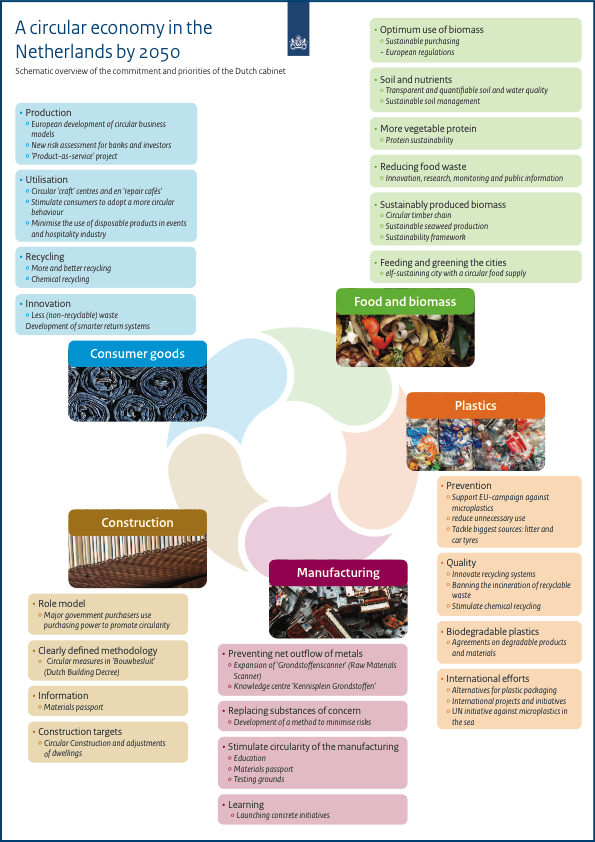 A circular economy in the
Netherlands by 2050
Schematic overview of the commitment and priorities of the Dutch cabinet
• Production
o European development of circular business
models
o New risk assessment for banks and investors
o 'Product-as-service' project
• Utilisation
o Circular 'craft' centres and en 'repair cafés'
o Stimulate consumers to adopt a more circular
behaviour
o Minimise the use of disposable products in events
and hospitality industry
• Recycling
o More and better recycling
o Chemical recycling
• Innovation
o Less (non-recyclable) waste
Development of smarter return systems
Consumer goods
• Optimum use of biomass
o Sustainable purchasing
- European regulations
• Soil and nutrients
o Transparent and quantifiable soil and water quality
o Sustainable soil management
• More vegetable protein
o Protein sustainability
• Reducing food waste
o Innovation, research, monitoring and public information
• Sustainably produced biomass
o Circular timber chain
o Sustainable seaweed production
o Sustainability framework
• Feeding and greening the cities
o elf-sustaining city with a circular food supply
Food and biomass
Plastics
• Prevention
o Support EU-campaign against
microplastics
o reduce unnecessary use
o Tackle biggest sources: litter and
car tyres
• Quality
o Innovate recycling systems
o Banning the incineration of recyclable
waste
o Stimulate chemical recycling
• Biodegradable plastics
o Agreements on degradable products
and materials
• International efforts
o Alternatives for plastic packaging
o International projects and initiatives
o UN initiative against microplastics in
the sea
Construction
• Role model
o Major government purchasers use
purchasing power to promote circularity
• Clearly defined methodology
o Circular measures in 'Bouwbesluit'
(Dutch Building Decree)
• Information
o Materials passport
• Construction targets
o Circular Construction and adjustments
of dwellings
Manufacturing
• Preventing net outflow of metals
o Expansion of 'Grondstoffenscanner' (Raw Materials
Scanner)
o Knowledge centre 'Kennisplein Grondstoffen'
• Replacing substances of concern
o Development of a method to minimise risks
• Stimulate circularity of the manufacturing
o Education
o Materials passport
o Testing grounds
• Learning
o Launching concrete initiatives